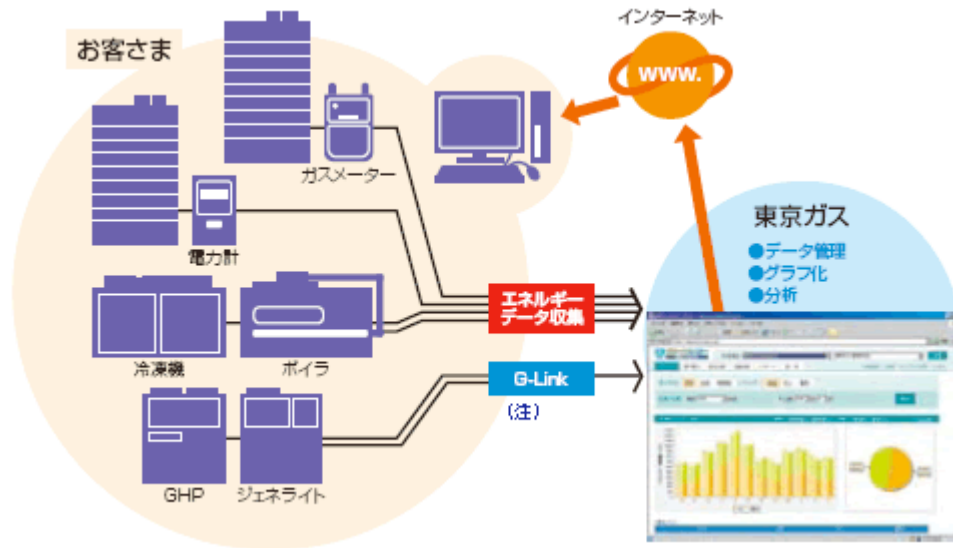 お客さま
インターネット
www.
ガスメーター
電力計
冷凍機
ボイラ
GHP
ジェネライト
エネルギー
データ収集
G-Link
(注)
東京ガス
●データ管理
●グラフ化
●分析